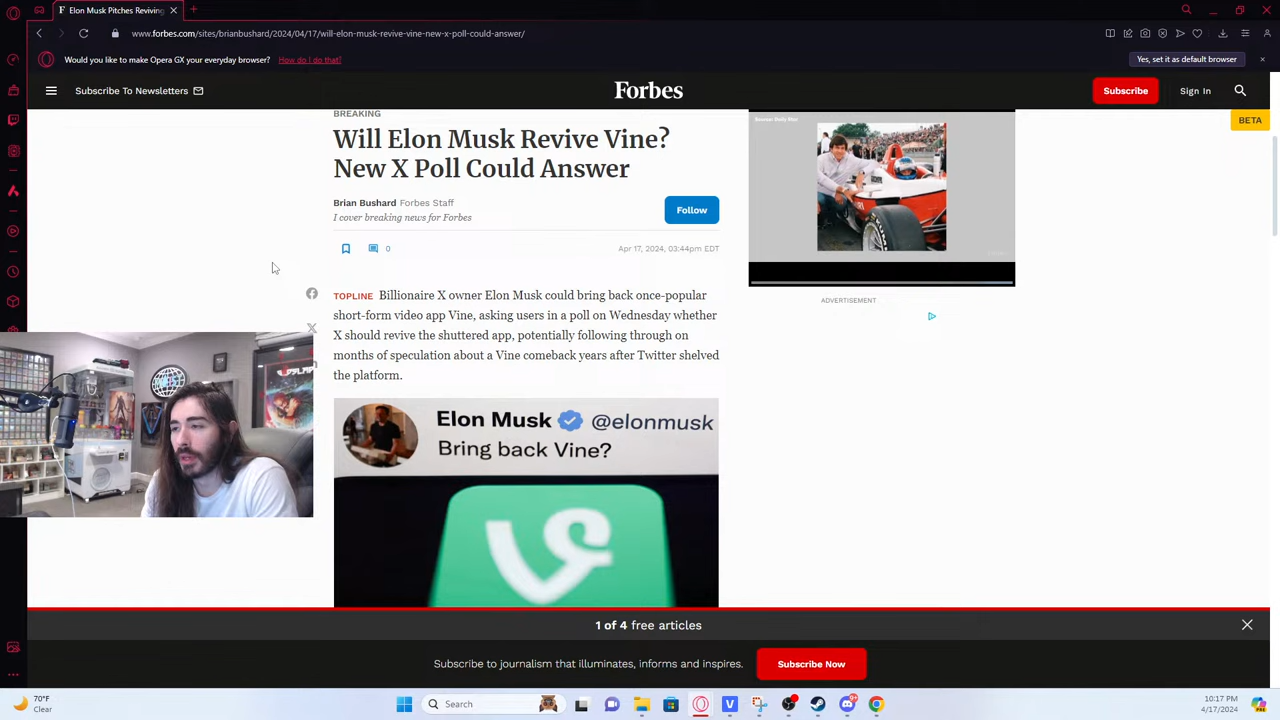 Elon Musk Pitches Reviving
www.forbes.com/sites/brianbushard/2024/04/17/will-elon-musk-revive-vine-new-x-poll-could-answer/
Would you like to make Opera GX your everyday browser? How do I do that?
Yes, set it as default browser
Subscribe To Newsletters
Forbes
Subscribe
Sign In
BETA
BREAKING
Will Elon Musk Revive Vine?
New X Poll Could Answer
Brian Bushard Forbes Staff
I cover breaking news for Forbes
Follow
0
Apr 17, 2024, 03:44pm EDT
TOPLINE Billionaire X owner Elon Musk could bring back once-popular
short-form video app Vine, asking users in a poll on Wednesday whether
X should revive the shuttered app, potentially following through on
months of speculation about a Vine comeback years after Twitter shelved
the platform.
Elon Musk @elonmusk
Bring back Vine?
ADVERTISEMENT
1 of 4 free articles
Subscribe to journalism that illuminates, informs and inspires.
Subscribe Now
70°F
Clear
Search
10:17 PM
4/17/2024